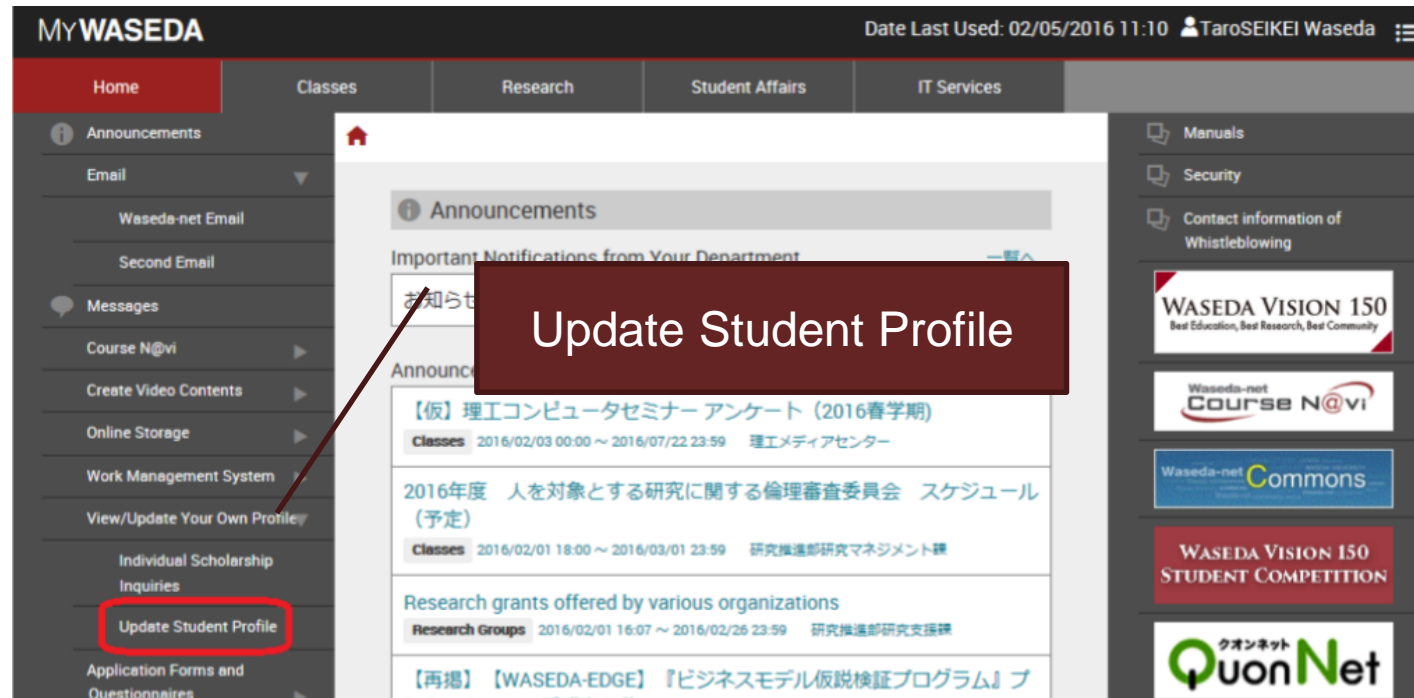 MyWASEDA
Date Last Used: 02/05/2016 11:10 TaroSEIKEI Waseda
Home
Classes
Research
Student Affairs
IT Services
Announcements
Email
Waseda-net Email
Second Email
Messages
Course N@vi
Create Video Contents
Online Storage
Work Management System
View/Update Your Own Profile
Individual Scholarship
Inquiries
Update Student Profile
Application Forms and
Questionnaires
Announcements
Important Notifications from Your Department
一覧へ
お知らせ
Update Student Profile
【仮】理工コンピュータセミナー アンケート（2016春学期)
Classes 2016/02/03 00:00 ～ 2016/07/22 23:59 理工メディアセンター
2016年度 人を対象とする研究に関する倫理審査委員会 スケジュール
（予定）
Classes 2016/02/01 18:00 ～ 2016/03/01 23:59 研究推進部研究マネジメント課
Research grants offered by various organizations
Research Groups 2016/02/01 16:07 ～ 2016/02/26 23:59 研究推進部研究支援課
【再掲】【WASEDA-EDGE】『ビジネスモデル仮説検証プログラム』プ
Manuals
Security
Contact information of
Whistleblowing
WASEDA VISION 150
Best Education, Best Research, Best Community
Waseda-net
Course N@vi
Waseda-net Commons
WASEDA VISION 150
STUDENT COMPETITION
クオンネット
QuonNet